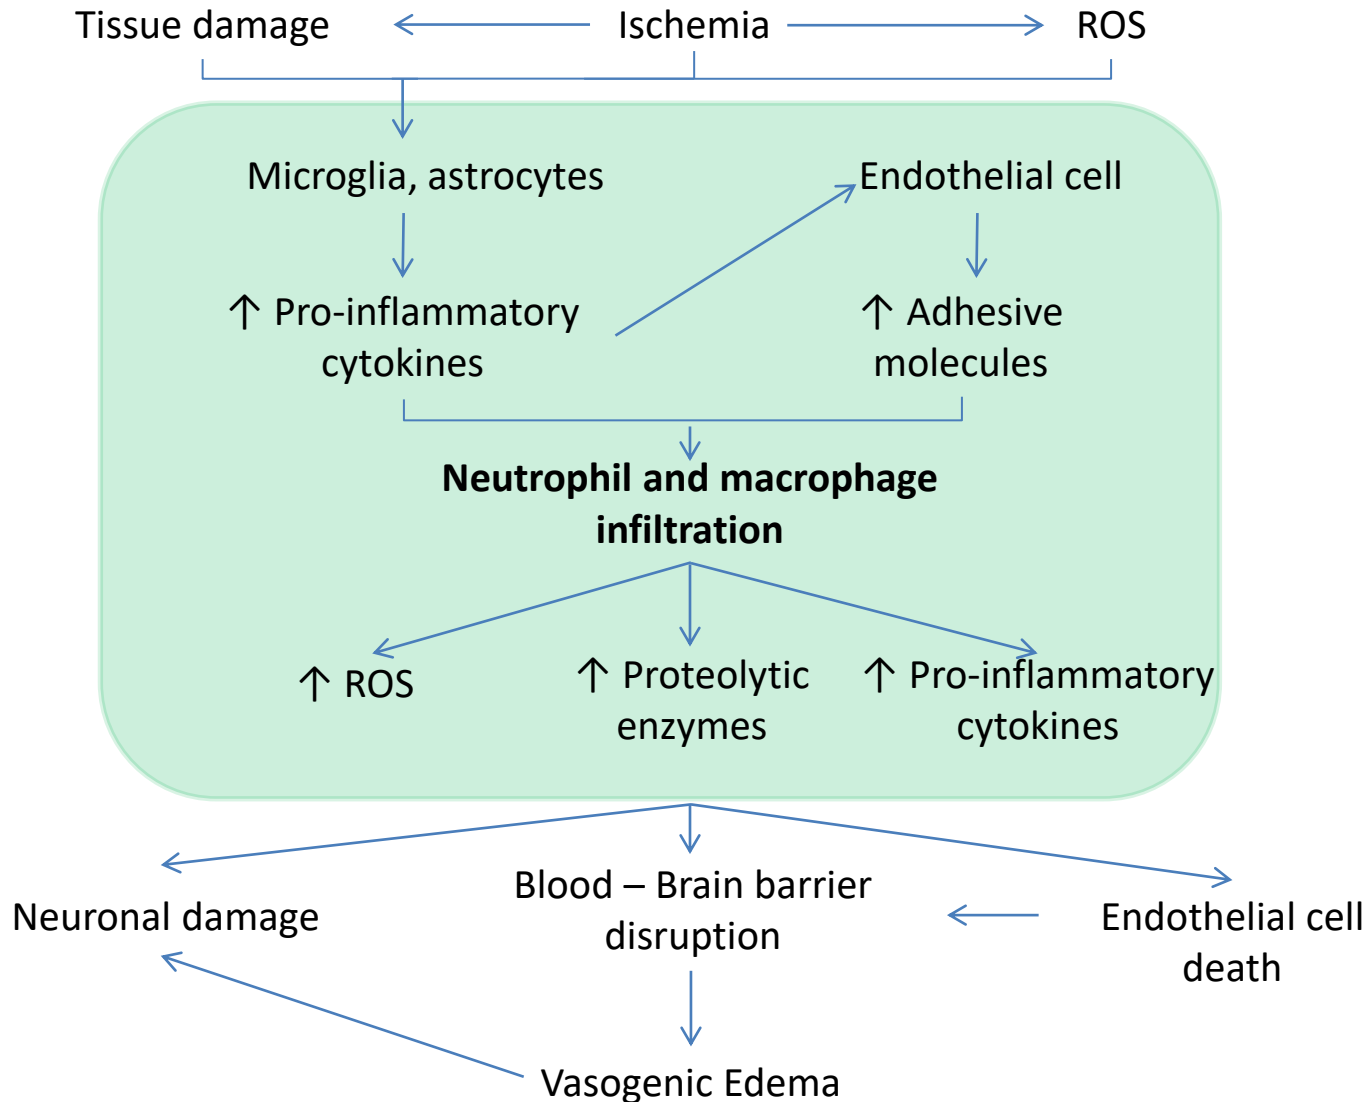 Tissue damage
Ischemia
ROS
Microglia, astrocytes
Endothelial cell
↑ Pro-inflammatory
cytokines
↑ Adhesive
molecules
Neutrophil and macrophage
infiltration
↑ ROS
↑ Proteolytic
enzymes
↑ Pro-inflammatory
cytokines
Neuronal damage
Blood – Brain barrier
disruption
Endothelial cell
death
Vasogenic Edema